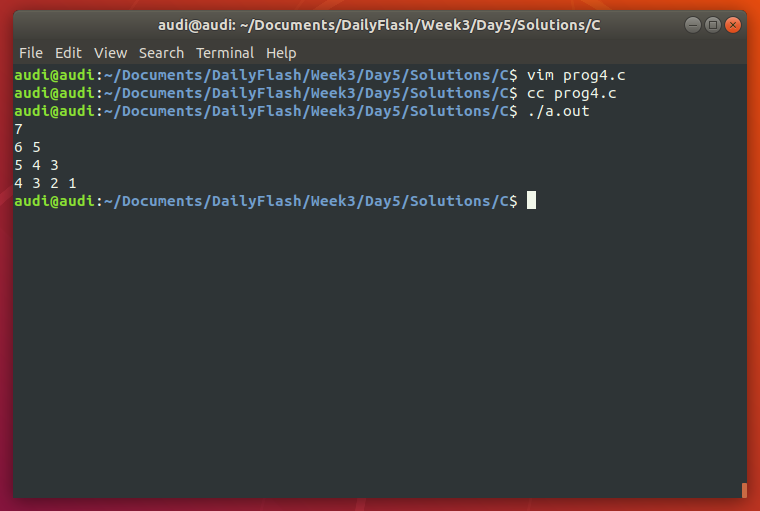 audi@audi: ~/Documents/DailyFlash/Week3/Day5/Solutions/C
File Edit View Search Terminal Help
audi@audi:~/Documents/DailyFlash/Week3/Day5/Solutions/C$ vim prog4.c
audi@audi:~/Documents/DailyFlash/Week3/Day5/Solutions/C$ cc prog4.c
audi@audi:~/Documents/DailyFlash/Week3/Day5/Solutions/C$ ./a.out
7
6 5
5 4 3
4 3 2 1
audi@audi:~/Documents/DailyFlash/Week3/Day5/Solutions/C$